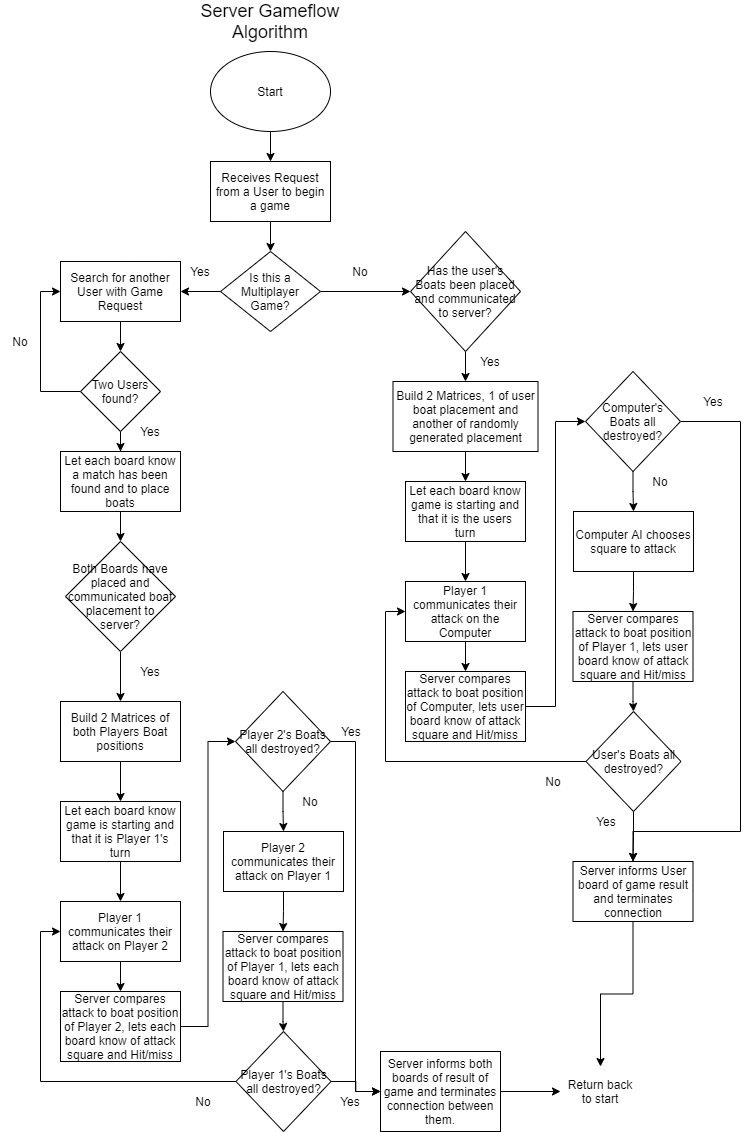 Server Gameflow
Algorithm
Start
Receives Request
from a User to begin
a game
Is this a
Multiplayer
Game?
Yes
No
Search for another
User with Game
Request
No
Two Users
found?
Yes
Let each board know
a match has been
found and to place
boats
Both Boards have
placed and
communicated boat
placement to
server?
Yes
Build 2 Matrices of
both Players Boat
positions
Let each board know
game is starting and
that it is Player 1's
turn
Player 1
communicates their
attack on Player 2
Server compares
attack to boat position
of Player 2, lets each
board know of attack
square and Hit/miss
Player 2's Boats
all destroyed?
Yes
No
Player 2
communicates their
attack on Player 1
Server compares
attack to boat position
of Player 1, lets each
board know of attack
square and Hit/miss
Player 1's Boats
all destroyed?
No
Yes
Server informs both
boards of result of
game and terminates
connection between
them.
Has the user's
Boats been placed
and communicated
to server?
Yes
Build 2 Matrices, 1 of user
boat placement and
another of randomly
generated placement
Let each board know
game is starting and
that it is the users
turn
Player 1
communicates their
attack on the
Computer
Server compares
attack to boat position
of Computer, lets user
board know of attack
square and Hit/miss
Computer's
Boats all
destroyed?
Yes
No
Computer AI chooses
square to attack
Server compares
attack to boat position
of Player 1, lets user
board know of attack
square and Hit/miss
User's Boats all
destroyed?
No
Yes
Server informs User
board of game result
and terminates
connection
Return back
to start